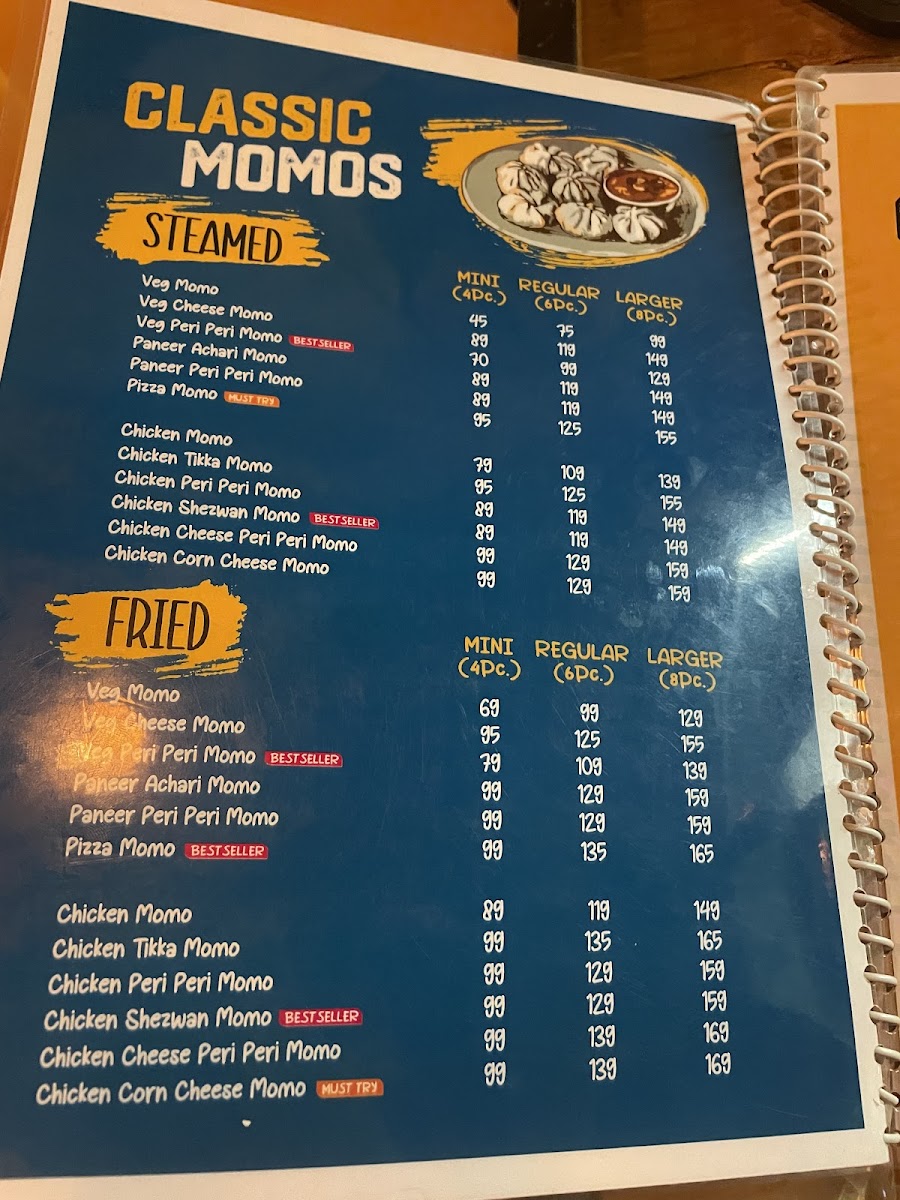 CLASSIC
MOMOS
STEAMED
MINI REGULAR LARGER
(4Pc.) (6Pc.) (8Pc.)
Veg Momo 45 75 99
Veg Cheese Momo 89 119 149
Veg Peri Peri Momo BESTSELLER 70 99 129
Paneer Achari Momo 89 119 149
Paneer Peri Peri Momo 89 119 149
Pizza Momo MUST TRY 95 125 155
Chicken Momo 79 109 139
Chicken Tikka Momo 95 125 155
Chicken Peri Peri Momo 89 119 149
Chicken Shezwan Momo BESTSELLER 89 119 149
Chicken Cheese Peri Peri Momo 99 129 159
Chicken Corn Cheese Momo 99 129 159
FRIED
MINI REGULAR LARGER
(4Pc.) (6Pc.) (8Pc.)
Veg Momo 69 99 129
Veg Cheese Momo 95 125 155
Veg Peri Peri Momo BESTSELLER 79 109 139
Paneer Achari Momo 99 129 159
Paneer Peri Peri Momo 99 129 159
Pizza Momo BESTSELLER 99 135 165
Chicken Momo 89 119 149
Chicken Tikka Momo 99 135 165
Chicken Peri Peri Momo 99 129 159
Chicken Shezwan Momo BESTSELLER 99 129 159
Chicken Cheese Peri Peri Momo 99 139 169
Chicken Corn Cheese Momo MUST TRY 99 139 169